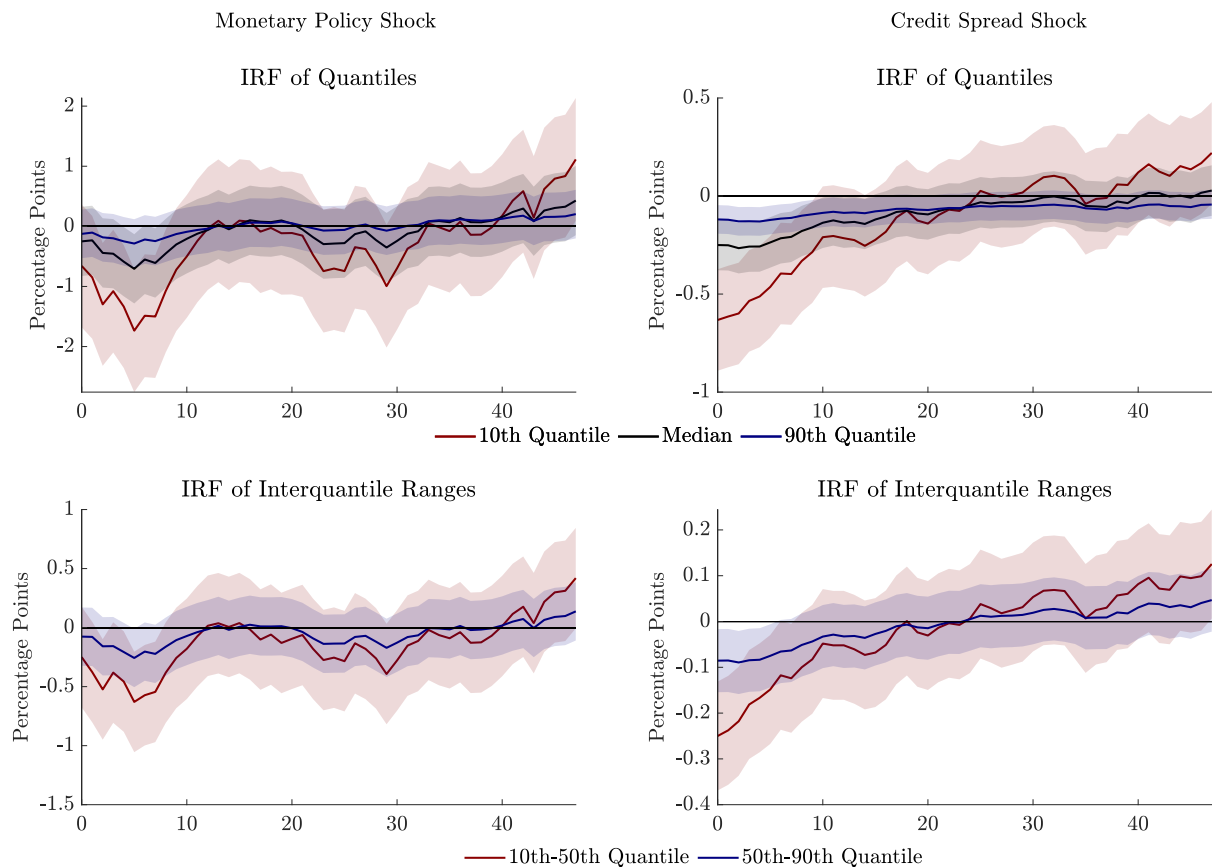 Monetary Policy Shock
Credit Spread Shock
IRF of Quantiles
IRF of Quantiles
Percentage Points
2
1
0
-1
-2
0
10
20
30
40
Percentage Points
0.5
0
-0.5
-1
0
10
20
30
40
10th Quantile
Median
90th Quantile
IRF of Interquantile Ranges
IRF of Interquantile Ranges
Percentage Points
1
0.5
0
-0.5
-1
-1.5
0
10
20
30
40
Percentage Points
0.2
0.1
0
-0.1
-0.2
-0.3
-0.4
0
10
20
30
40
10th-50th Quantile
50th-90th Quantile